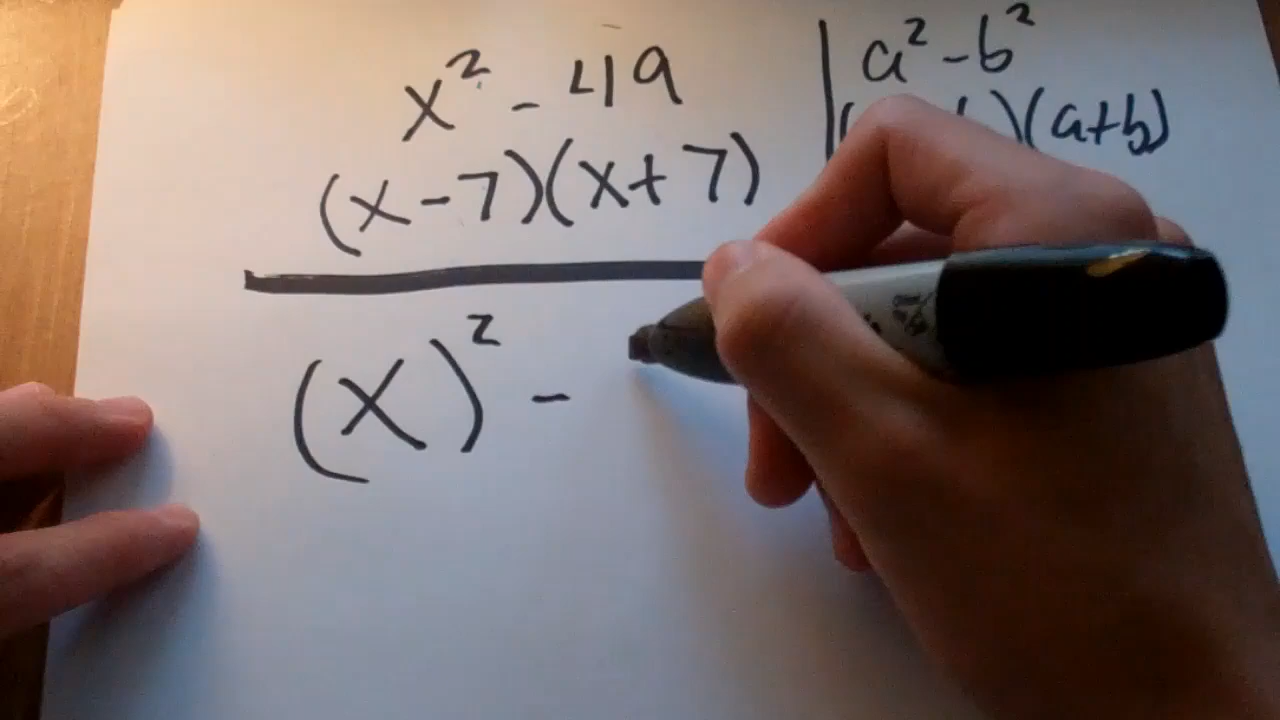 x² - 49
(x-7)(x+7)
a² - b²
(a+b)
(x)² -